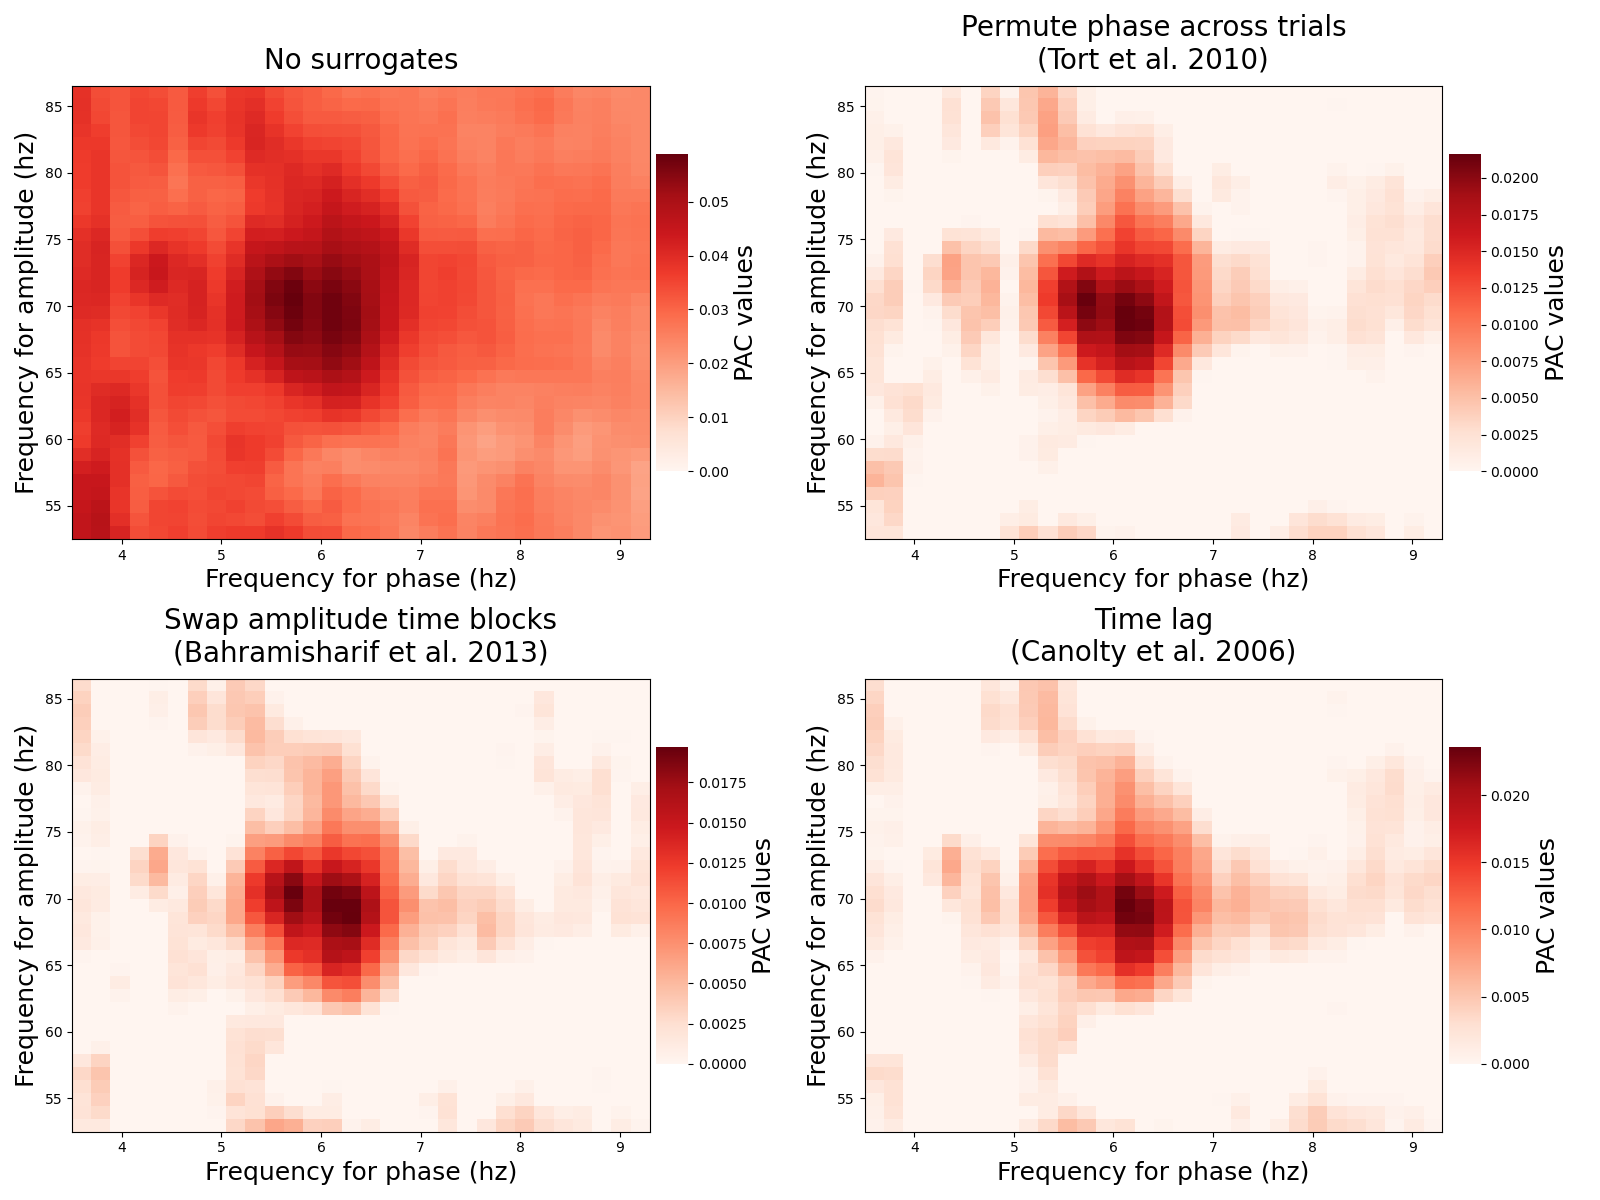 No surrogates
85
80
75
70
65
60
55
4 5 6 7 8 9
Frequency for amplitude (hz)
Frequency for phase (hz)
0.05
0.04
0.03
0.02
0.01
0.00
PAC values
Permute phase across trials
(Tort et al. 2010)
85
80
75
70
65
60
55
4 5 6 7 8 9
Frequency for amplitude (hz)
Frequency for phase (hz)
0.0200
0.0175
0.0150
0.0125
0.0100
0.0075
0.0050
0.0025
0.0000
PAC values
Swap amplitude time blocks
(Bahramisharif et al. 2013)
85
80
75
70
65
60
55
4 5 6 7 8 9
Frequency for amplitude (hz)
Frequency for phase (hz)
0.0175
0.0150
0.0125
0.0100
0.0075
0.0050
0.0025
0.0000
PAC values
Time lag
(Canolty et al. 2006)
85
80
75
70
65
60
55
4 5 6 7 8 9
Frequency for amplitude (hz)
Frequency for phase (hz)
0.020
0.015
0.010
0.005
0.000
PAC values